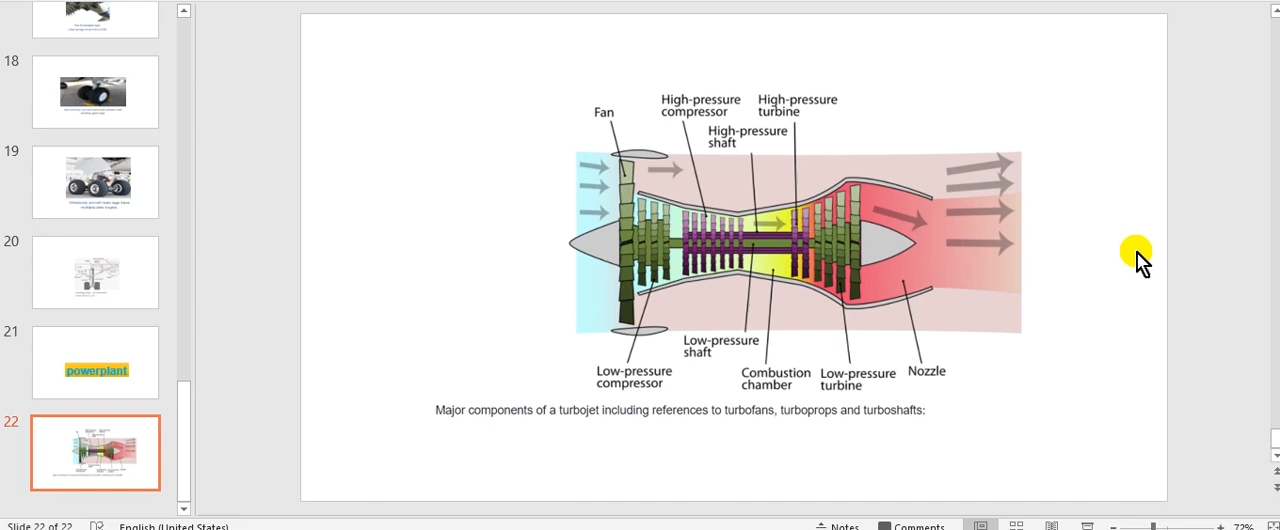 18
19
20
21
powerplant
22
High-pressure
compressor
High-pressure
turbine
Fan
High-pressure
shaft
Low-pressure
shaft
Low-pressure
compressor
Combustion
chamber
Low-pressure
turbine
Nozzle
Major components of a turbojet including references to turbofans, turboprops and turboshafts:
Slide 22 of 22
English (United States)
Notes
Comments
72%